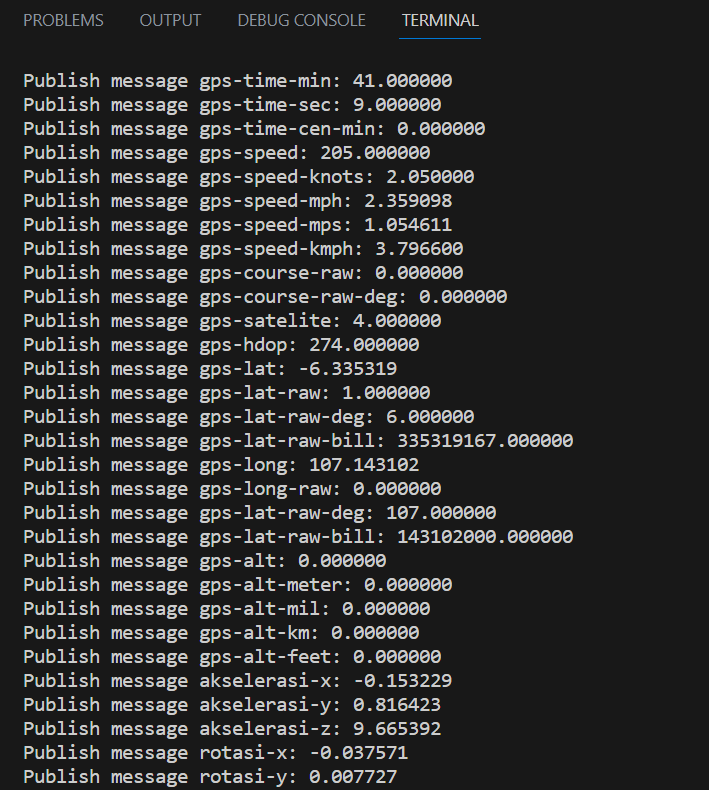 PROBLEMS OUTPUT DEBUG CONSOLE TERMINAL
Publish message gps-time-min: 41.000000
Publish message gps-time-sec: 9.000000
Publish message gps-time-cen-min: 0.000000
Publish message gps-speed: 205.000000
Publish message gps-speed-knots: 2.050000
Publish message gps-speed-mph: 2.359098
Publish message gps-speed-mps: 1.054611
Publish message gps-speed-kmph: 3.796600
Publish message gps-course-raw: 0.000000
Publish message gps-course-raw-deg: 0.000000
Publish message gps-satelite: 4.000000
Publish message gps-hdop: 274.000000
Publish message gps-lat: -6.335319
Publish message gps-lat-raw: 1.000000
Publish message gps-lat-raw-deg: 6.000000
Publish message gps-lat-raw-bill: 335319167.000000
Publish message gps-long: 107.143102
Publish message gps-long-raw: 0.000000
Publish message gps-lat-raw-deg: 107.000000
Publish message gps-lat-raw-bill: 143102000.000000
Publish message gps-alt: 0.000000
Publish message gps-alt-meter: 0.000000
Publish message gps-alt-mil: 0.000000
Publish message gps-alt-km: 0.000000
Publish message gps-alt-feet: 0.000000
Publish message akselerasi-x: -0.153229
Publish message akselerasi-y: 0.816423
Publish message akselerasi-z: 9.665392
Publish message rotasi-x: -0.037571
Publish message rotasi-y: 0.007727